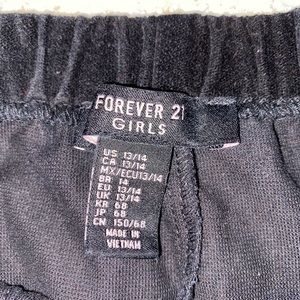 FOREVER 21
GIRLS
US 13/14
CA 13/14
MX/ECU13/14
BR 14
EU 13/14
UK 13/14
KR 68
JP 68
CN 150/68
MADE IN
VIETNAM